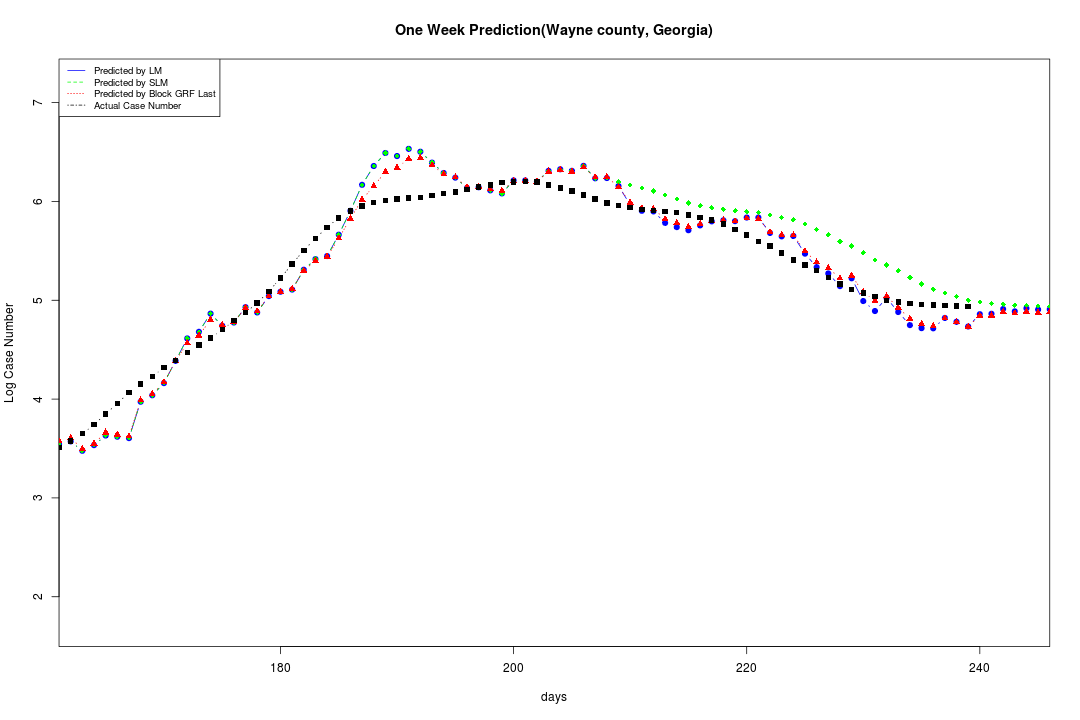 One Week Prediction(Wayne county, Georgia)
Predicted by LM
Predicted by SLM
Predicted by Block GRF Last
Actual Case Number
7
6
5
4
3
2
Log Case Number
180 200 220 240
days